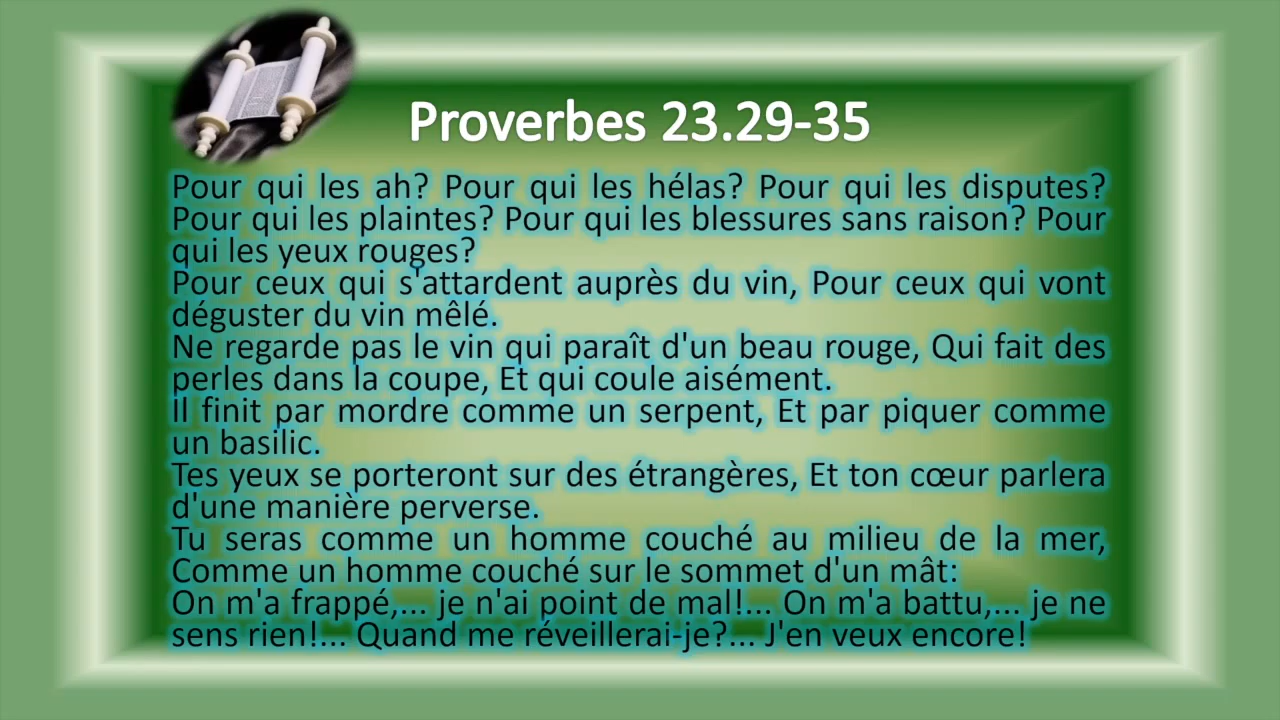 Proverbes 23.29-35
Pour qui les ah? Pour qui les hélas? Pour qui les disputes?
Pour qui les plaintes? Pour qui les blessures sans raison? Pour
qui les yeux rouges?
Pour ceux qui s'attardent auprès du vin, Pour ceux qui vont
déguster du vin mêlé.
Ne regarde pas le vin qui paraît d'un beau rouge, Qui fait des
perles dans la coupe, Et qui coule aisément.
Il finit par mordre comme un serpent, Et par piquer comme
un basilic.
Tes yeux se porteront sur des étrangères, Et ton cœur parlera
d'une manière perverse.
Tu seras comme un homme couché au milieu de la mer,
Comme un homme couché sur le sommet d'un mât:
On m'a frappé,... je n'ai point de mal!... On m'a battu,... je ne
sens rien!... Quand me réveillerai-je?... J'en veux encore!